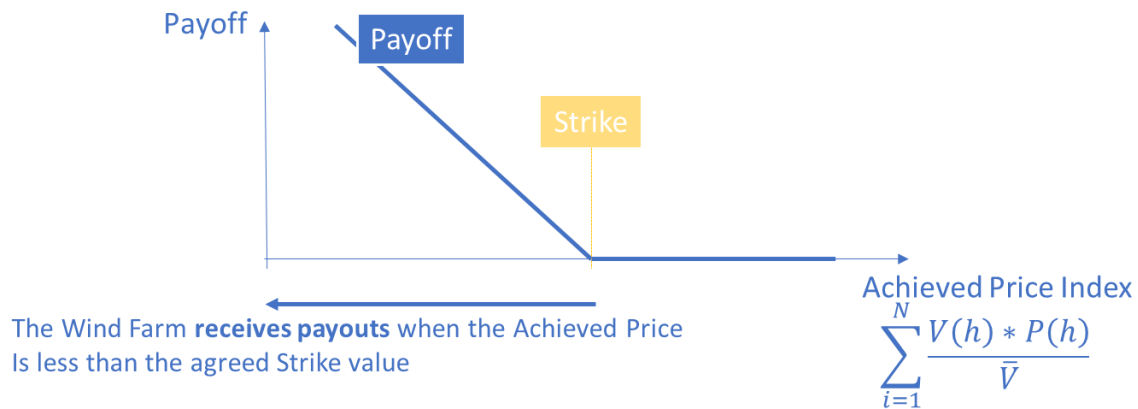 Payoff
Payoff
Strike
Achieved Price Index
The Wind Farm receives payouts when the Achieved Price
Is less than the agreed Strike value
N
∑ V(h) * P(h) / V̄
i=1